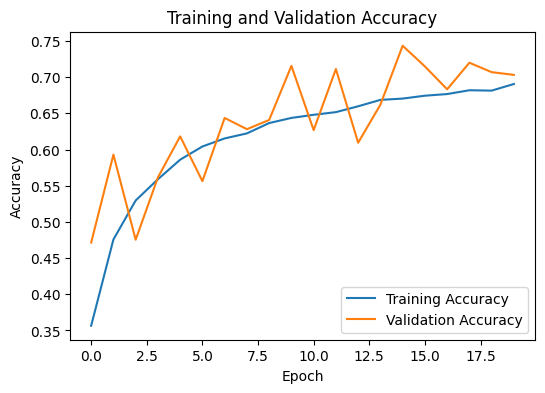 Training and Validation Accuracy
Accuracy
0.75
0.70
0.65
0.60
0.55
0.50
0.45
0.40
0.35
Training Accuracy
Validation Accuracy
0.0 2.5 5.0 7.5 10.0 12.5 15.0 17.5
Epoch